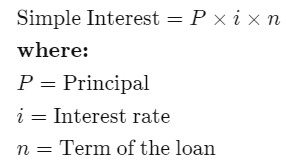 Simple Interest = P × i × n
where:
P = Principal
i = Interest rate
n = Term of the loan